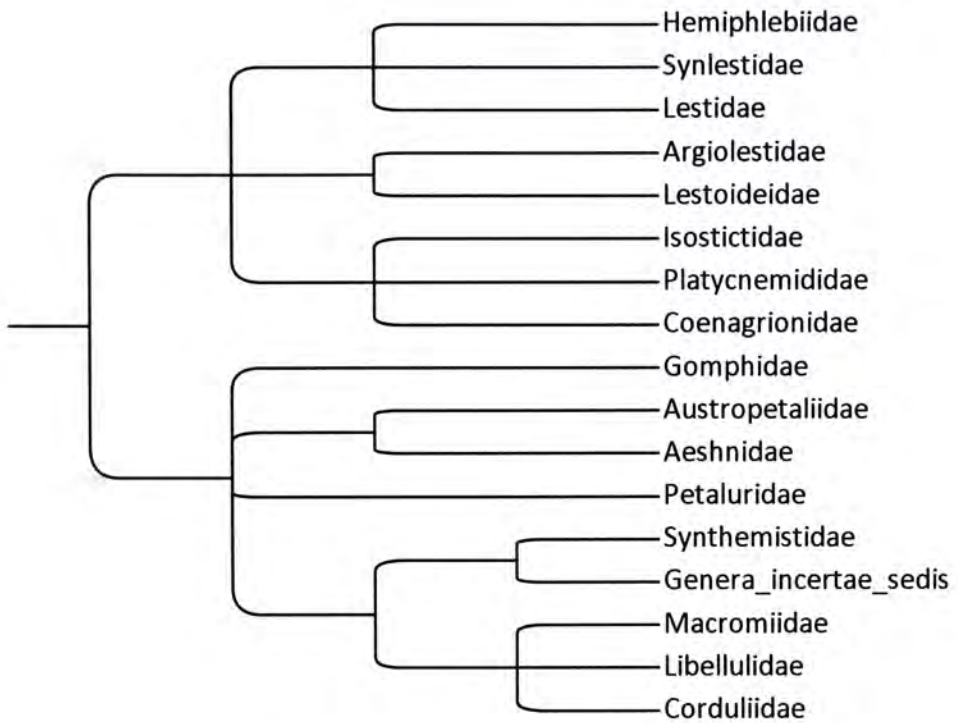 Hemiphlebiidae
Synlestidae
Lestidae
Argiolestidae
Lestoideidae
Isostictidae
Platycnemididae
Coenagrionidae
Gomphidae
Austropetaliidae
Aeshnidae
Petaluridae
Synthemistidae
Genera_incertae_sedis
Macromiidae
Libellulidae
Corduliidae